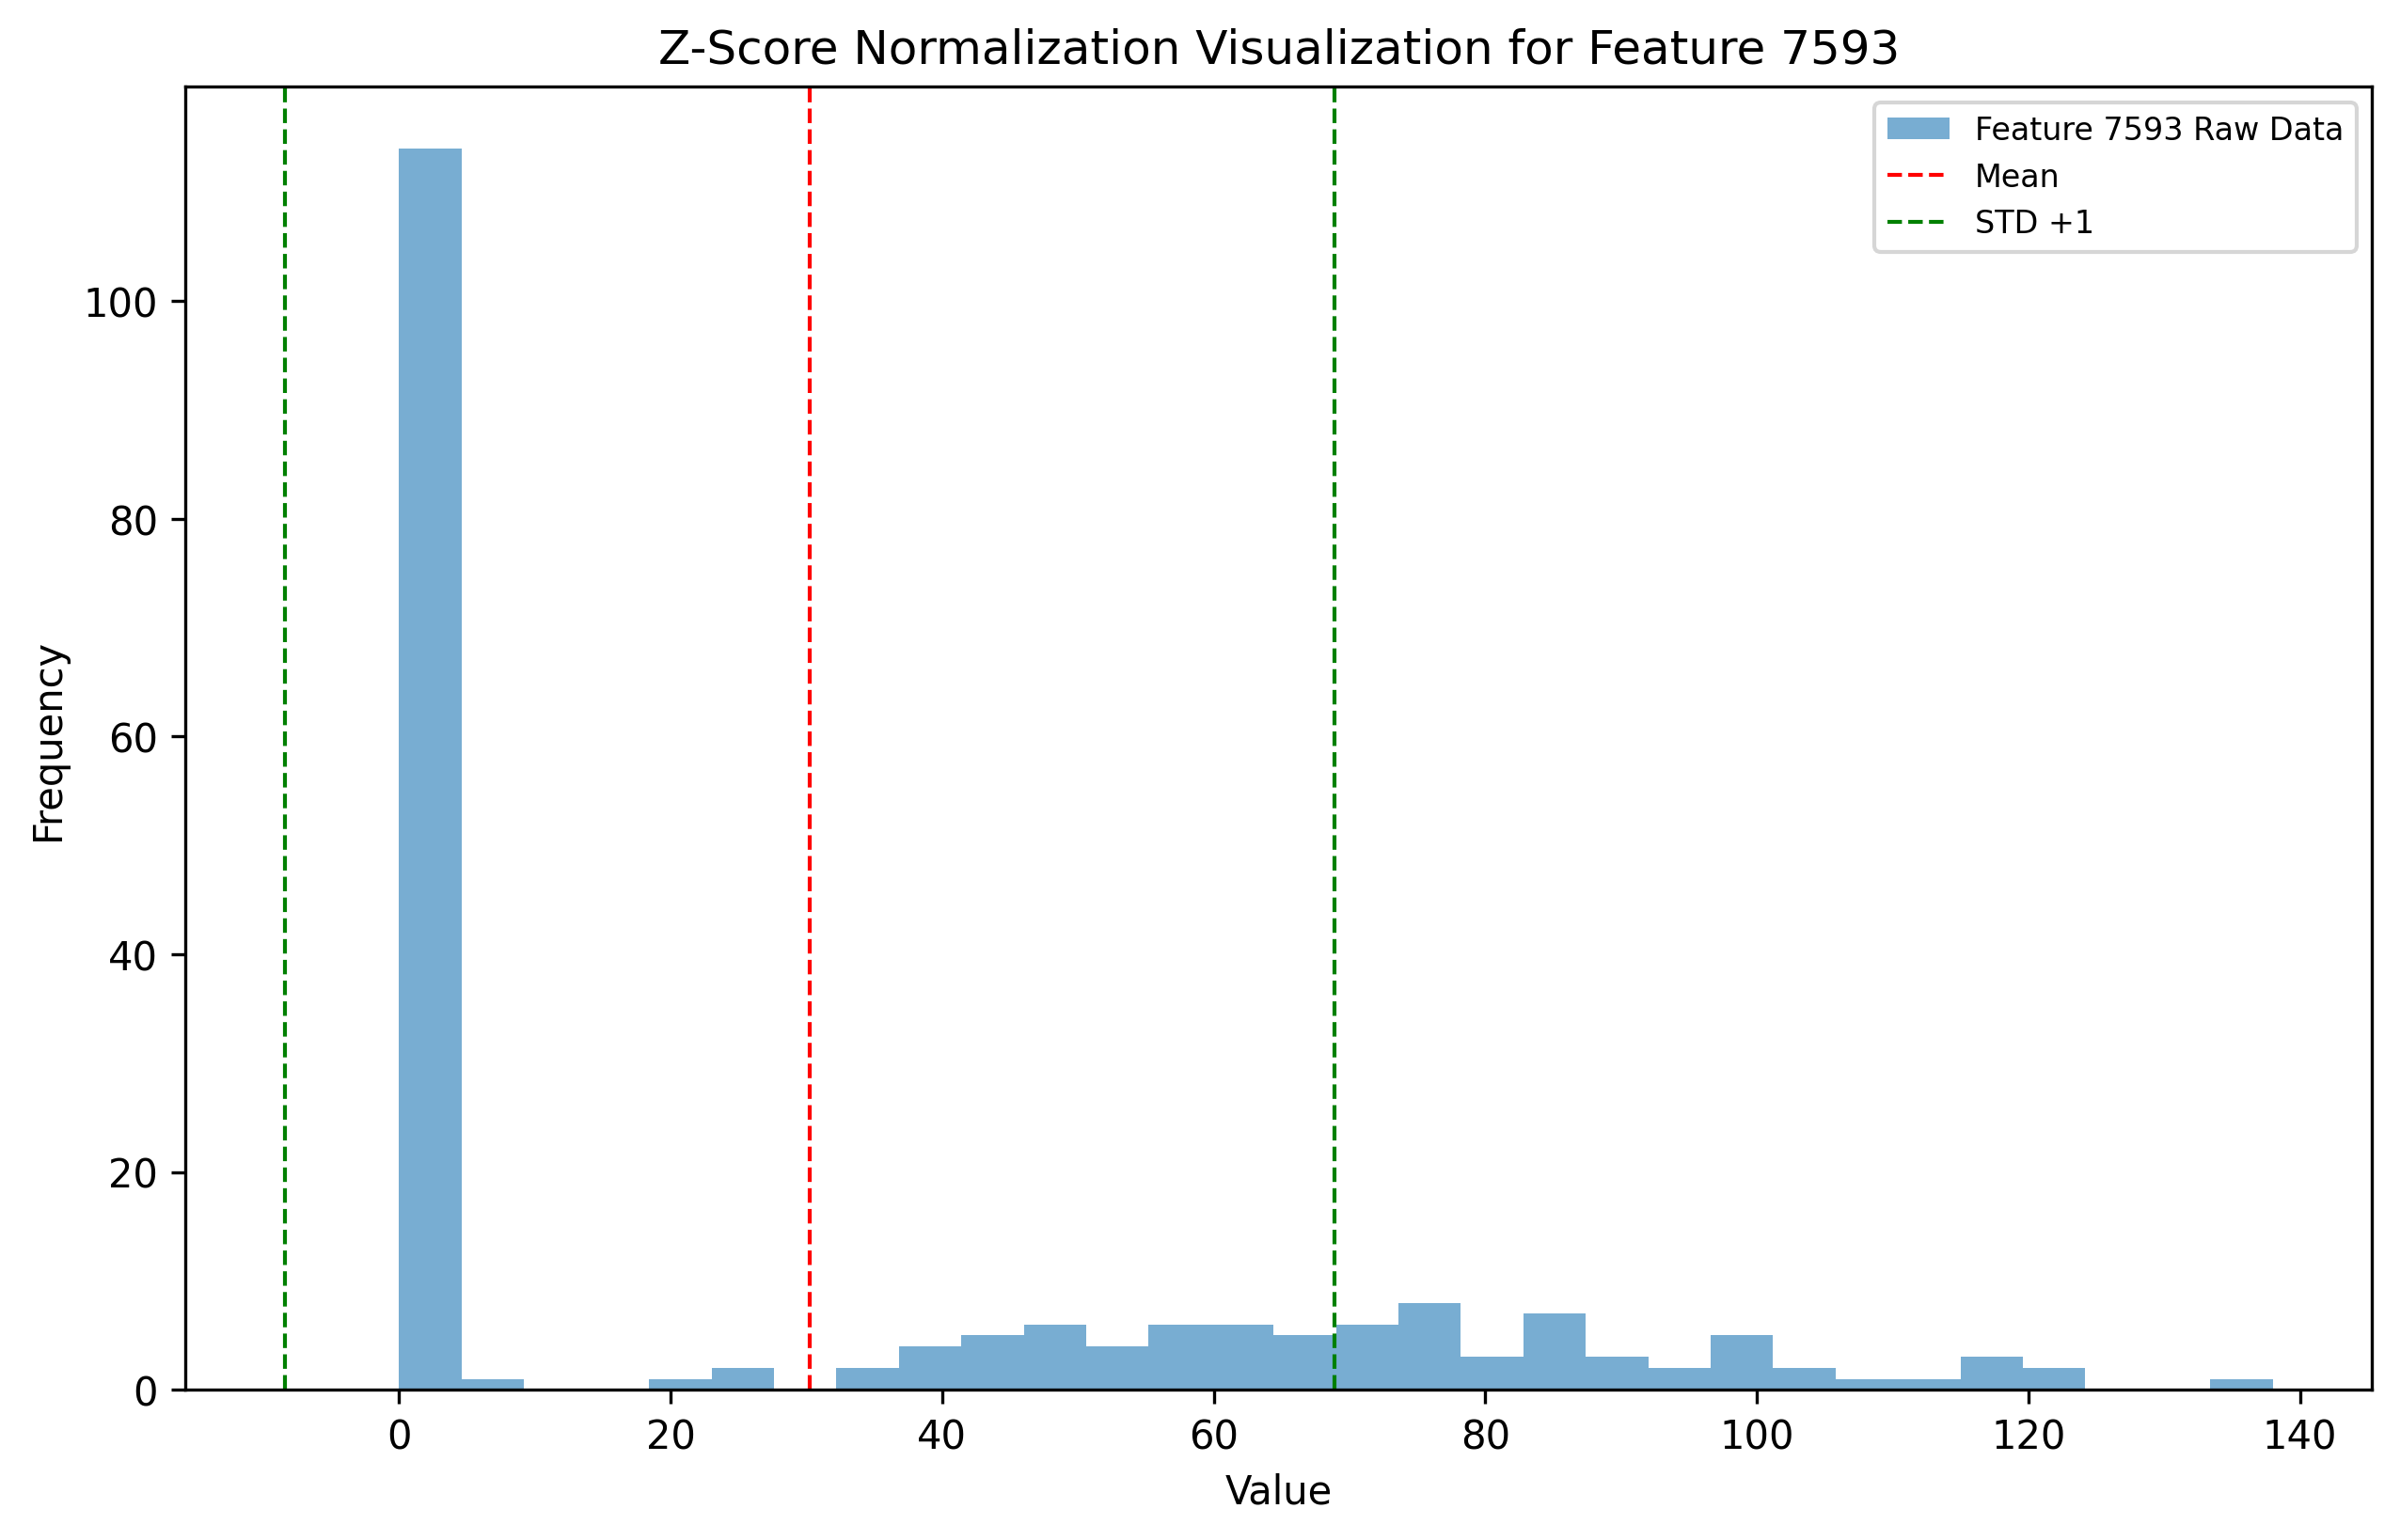 Z-Score Normalization Visualization for Feature 7593
Feature 7593 Raw Data
Mean
STD +1
Frequency
100
80
60
40
20
0
0 20 40 60 80 100 120 140
Value